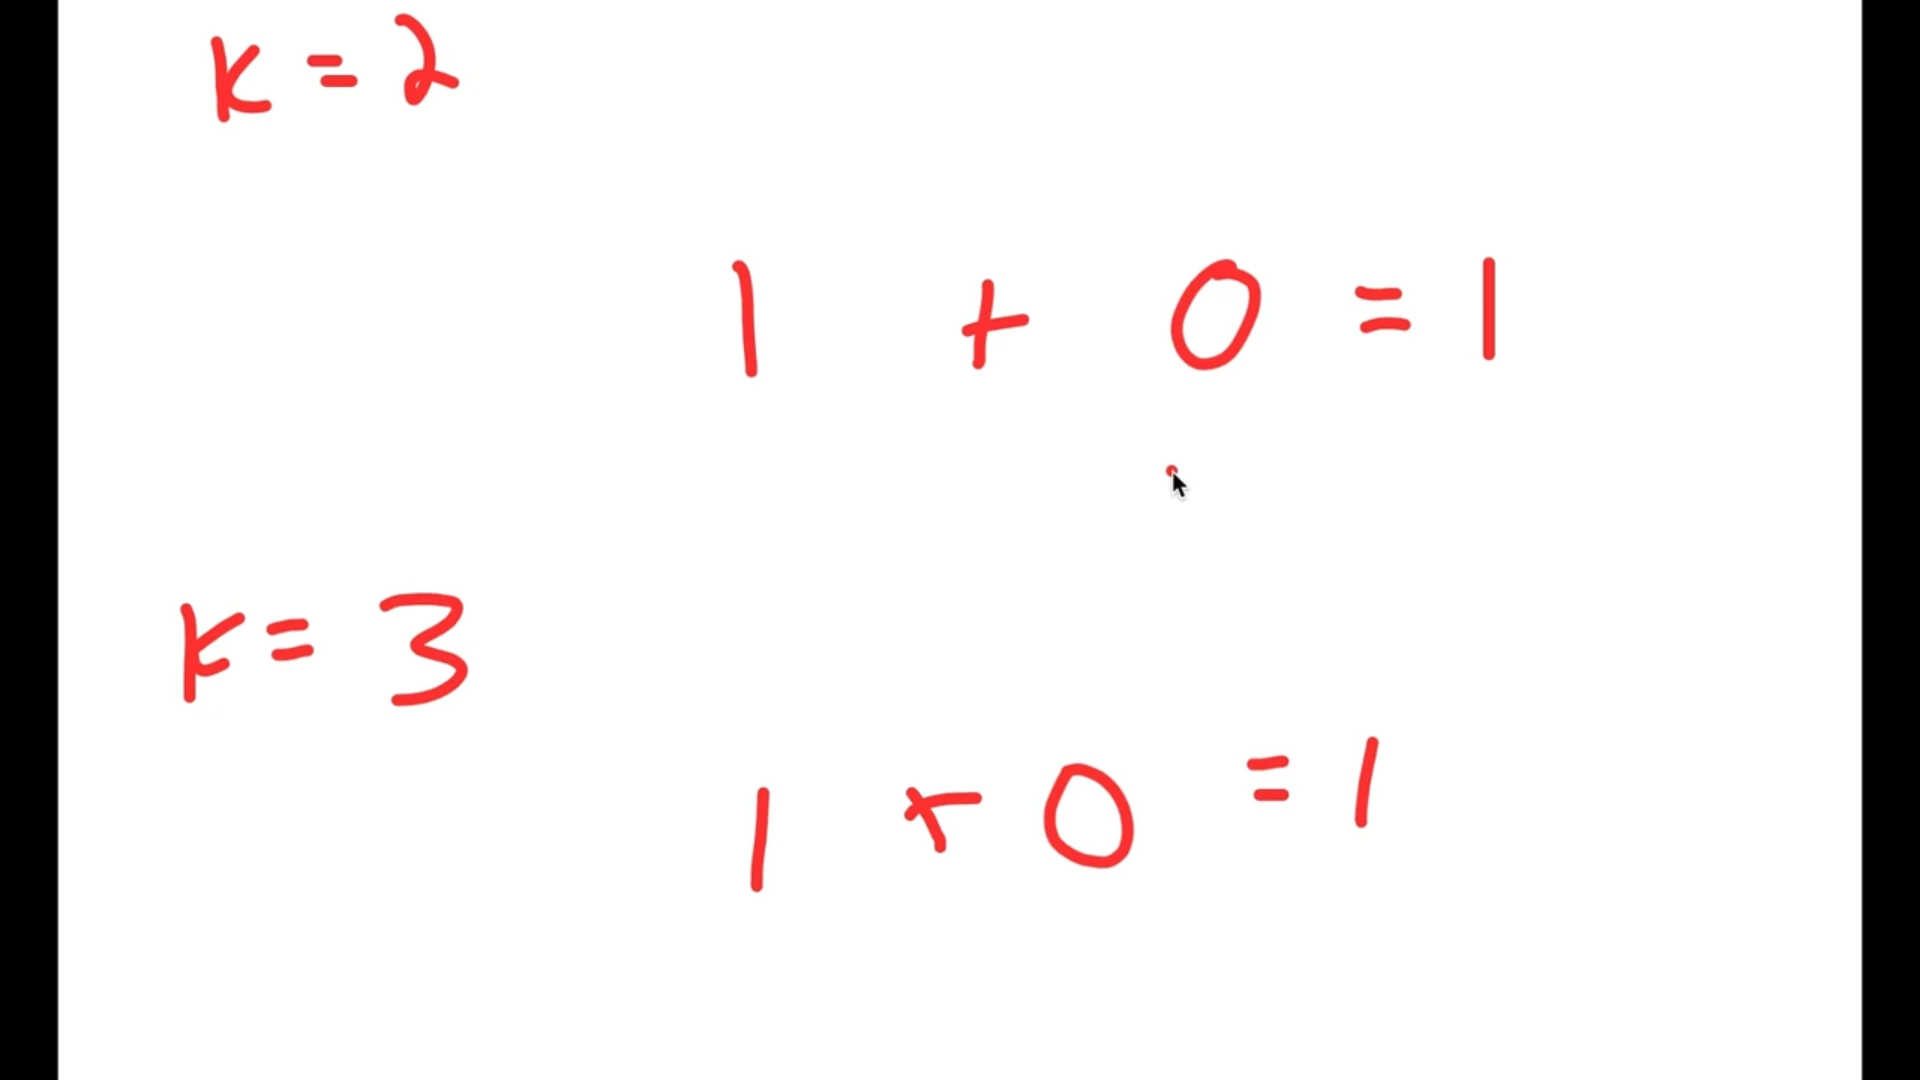 k = 2
1 + 0 = 1
k = 3
1 + 0 = 1